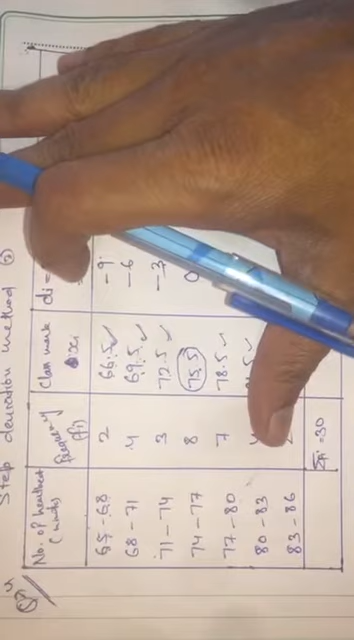 Q2/
Step deviation method
No. of heartbeat Frequency Class mark di =
(minute) (fi) xi
65 - 68 2 66.5 ✓ -9
68 - 71 4 69.5 ✓ -6
71 - 74 3 72.5 ✓ -3
74 - 77 8 75.5 0
77 - 80 7 78.5 ✓
80 - 83
83 - 86
Σfi = 30